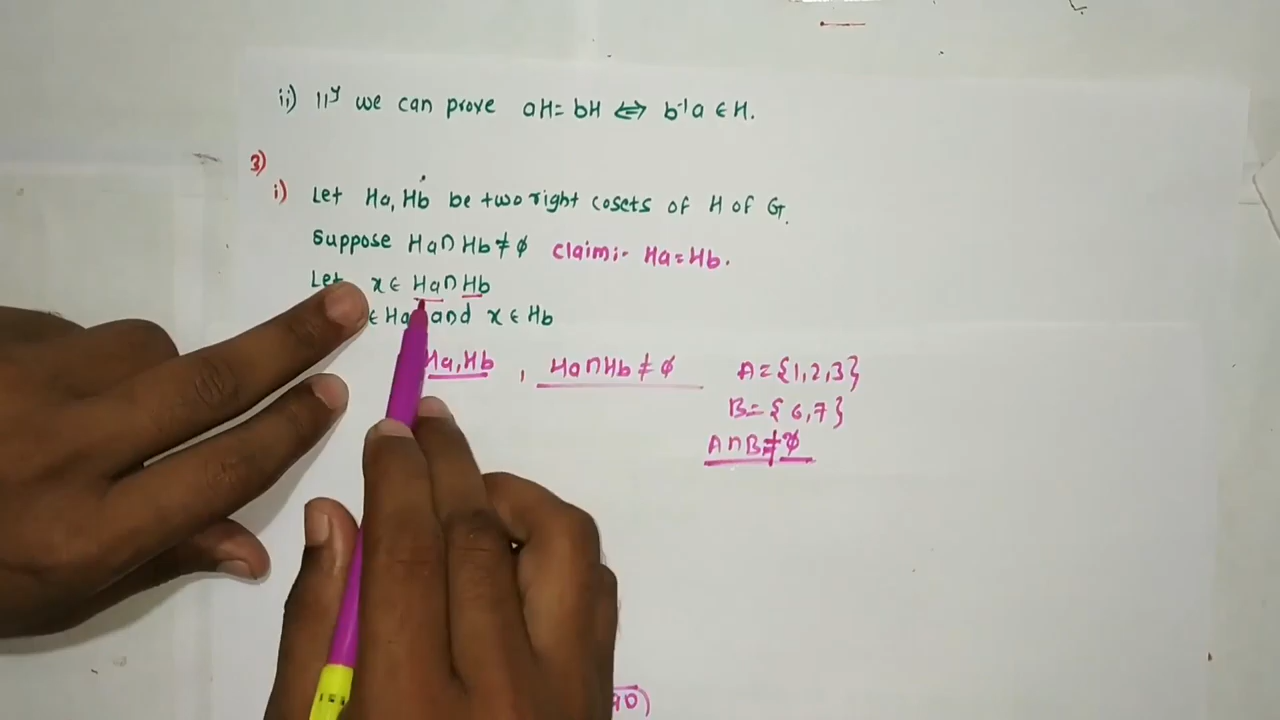 ii) 11ly we can prove aH = bH ⇔ b⁻¹a ∈ H.
3)
i) Let Ha, Hb be two right cosets of H of G.
Suppose Ha∩Hb≠ϕ claim:- Ha=Hb.
Let x∈ Ha∩Hb
∈ Ha and x∈Hb
Ha,Hb , Ha∩Hb≠ϕ
A={1,2,3}
B={6,7}
A∩B≠ϕ